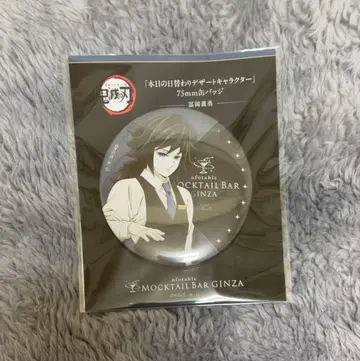 鬼滅の刃
「本日の日替わりデザートキャラクター」
75mm缶バッジ
冨岡義勇
ufotable
MOCKTAIL BAR
GINZA
ufotable
MOCKTAIL BAR GINZA